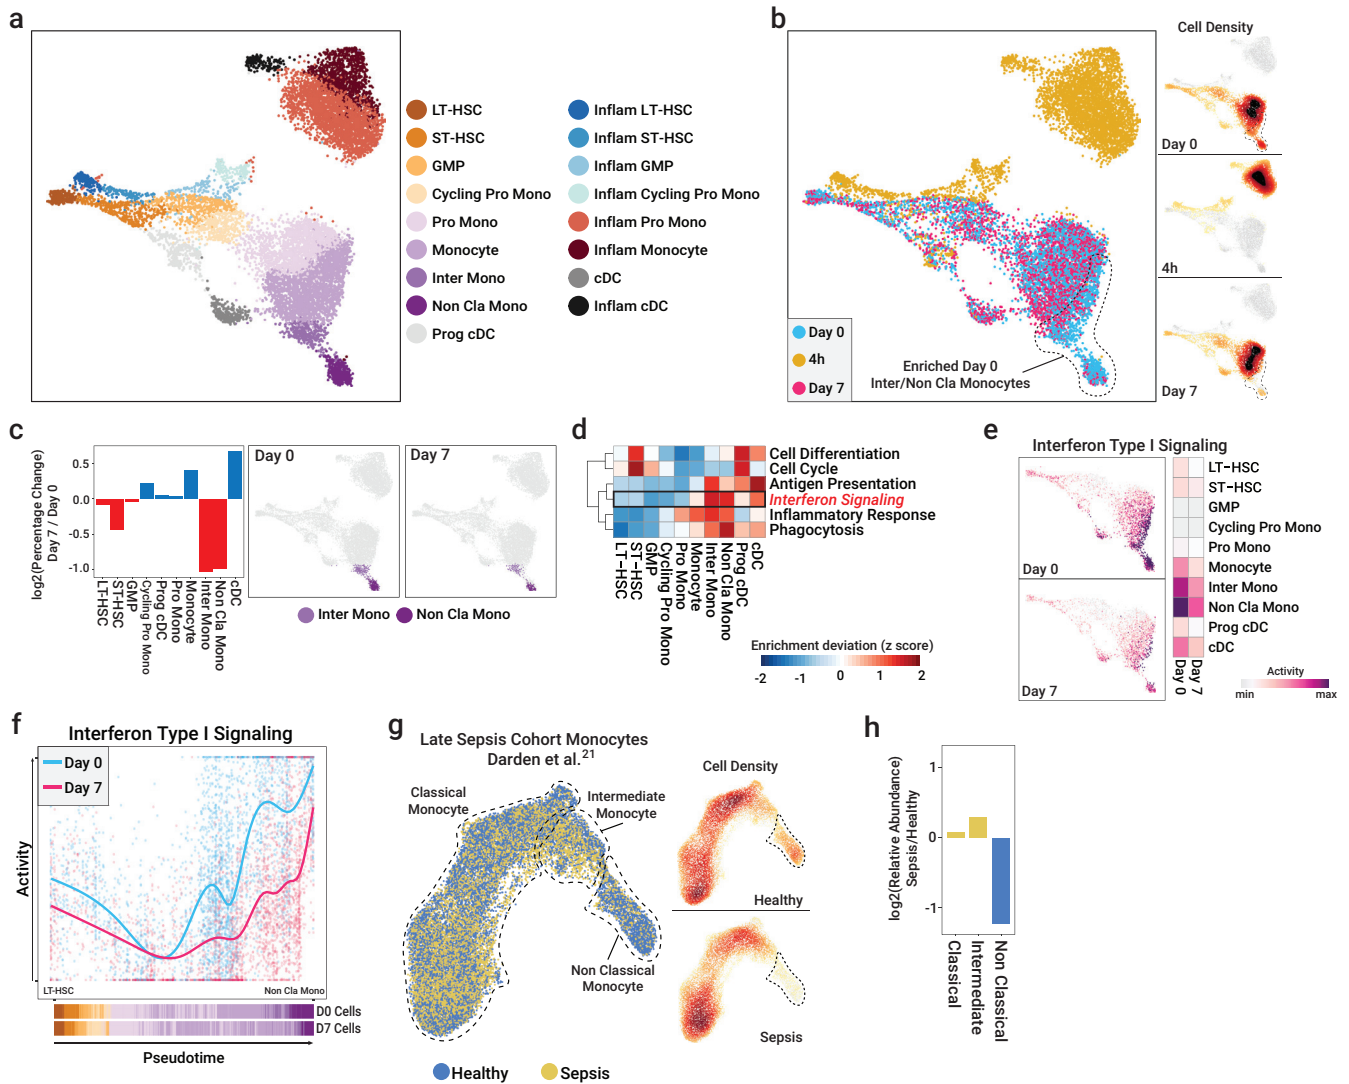 a
LT-HSC
ST-HSC
GMP
Cycling Pro Mono
Pro Mono
Monocyte
Inter Mono
Non Cla Mono
Prog cDC
Inflam LT-HSC
Inflam ST-HSC
Inflam GMP
Inflam Cycling Pro Mono
Inflam Pro Mono
Inflam Monocyte
cDC
Inflam cDC
b
Day 0
4h
Day 7
Enriched Day 0
Inter/Non Cla Monocytes
Cell Density
Day 0
4h
Day 7
c
log2(Percentage Change)
Day 7 / Day 0
0.5
0.0
-0.5
-1.0
LT-HSC
ST-HSC
GMP
Cycling Pro Mono
Prog cDC
Pro Mono
Monocyte
Inter Mono
Non Cla Mono
cDC
Day 0
Day 7
Inter Mono
Non Cla Mono
d
Cell Differentiation
Cell Cycle
Antigen Presentation
Interferon Signaling
Inflammatory Response
Phagocytosis
LT-HSC
ST-HSC
GMP
Cycling Pro Mono
Pro Mono
Monocyte
Inter Mono
Non Cla Mono
Prog cDC
cDC
Enrichment deviation (z score)
-2 -1 0 1 2
e
Interferon Type I Signaling
Day 0
Day 7
LT-HSC
ST-HSC
GMP
Cycling Pro Mono
Pro Mono
Monocyte
Inter Mono
Non Cla Mono
Prog cDC
cDC
Day 0
Day 7
Activity
min max
f
Interferon Type I Signaling
Day 0
Day 7
Activity
LT-HSC
Non Cla Mono
D0 Cells
D7 Cells
Pseudotime
g
Late Sepsis Cohort Monocytes
Darden et al.21
Classical
Monocyte
Intermediate
Monocyte
Non Classical
Monocyte
Healthy
Sepsis
Cell Density
Healthy
Sepsis
h
log2(Relative Abundance)
Sepsis/Healthy
1
0
-1
Classical
Intermediate
Non Classical